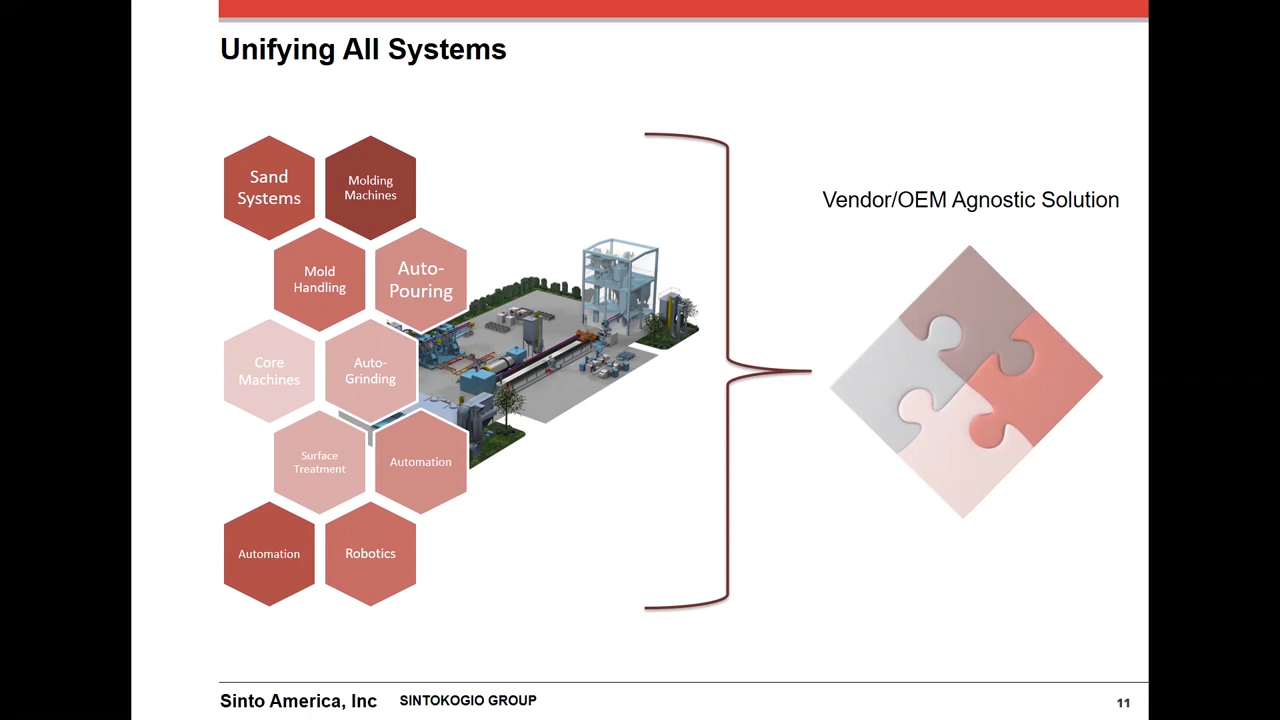 Unifying All Systems
Sand
Systems
Molding
Machines
Mold
Handling
Auto-
Pouring
Core
Machines
Auto-
Grinding
Surface
Treatment
Automation
Automation
Robotics
Vendor/OEM Agnostic Solution
Sinto America, Inc SINTOKOGIO GROUP
11